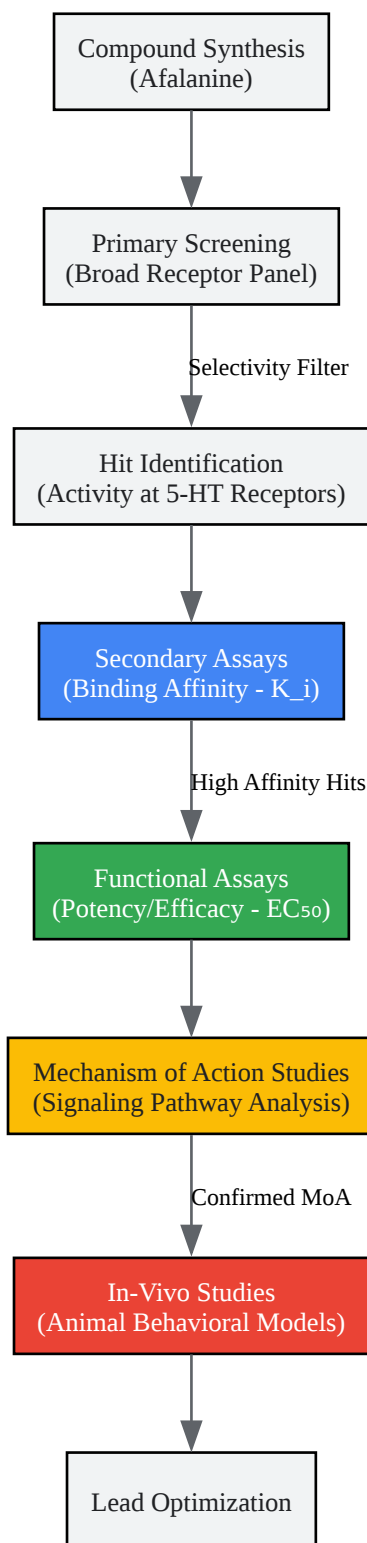 Compound Synthesis
(Afalanine)
Primary Screening
(Broad Receptor Panel)
Selectivity Filter
Hit Identification
(Activity at 5-HT Receptors)
Secondary Assays
(Binding Affinity - K_i)
High Affinity Hits
Functional Assays
(Potency/Efficacy - EC₅₀)
Mechanism of Action Studies
(Signaling Pathway Analysis)
Confirmed MoA
In-Vivo Studies
(Animal Behavioral Models)
Lead Optimization